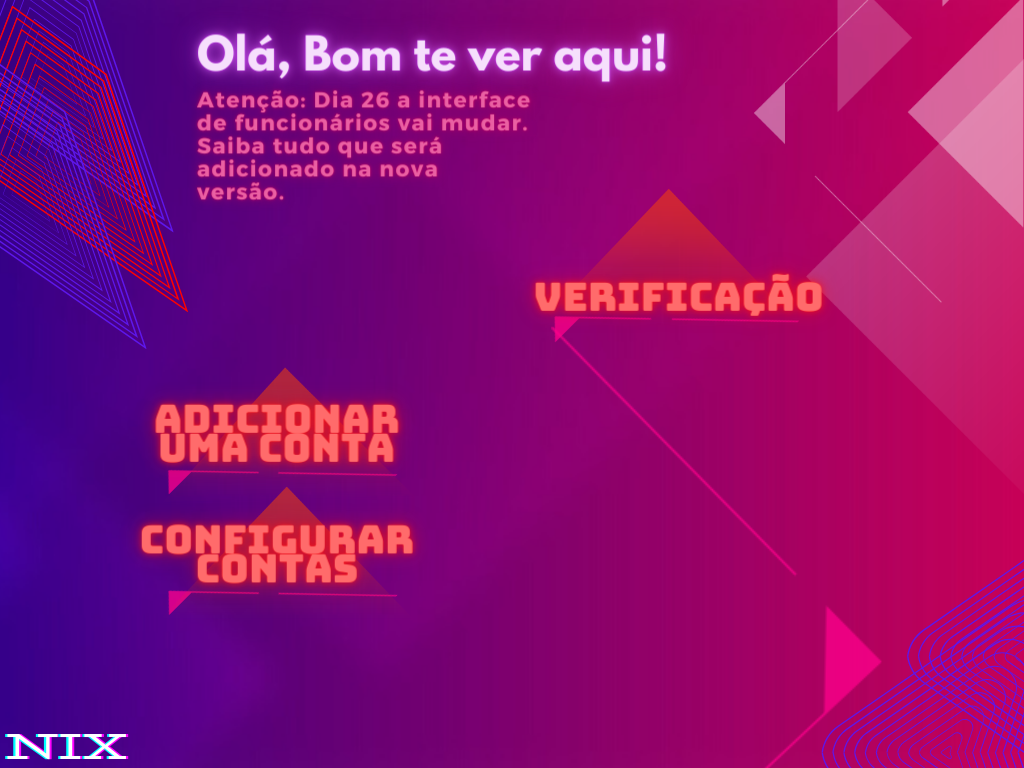 Olá, Bom te ver aqui!
Atenção: Dia 26 a interface
de funcionários vai mudar.
Saiba tudo que será
adicionado na nova
versão.
VERIFICAÇÃO
ADICIONAR
UMA CONTA
CONFIGURAR
CONTAS
NIX